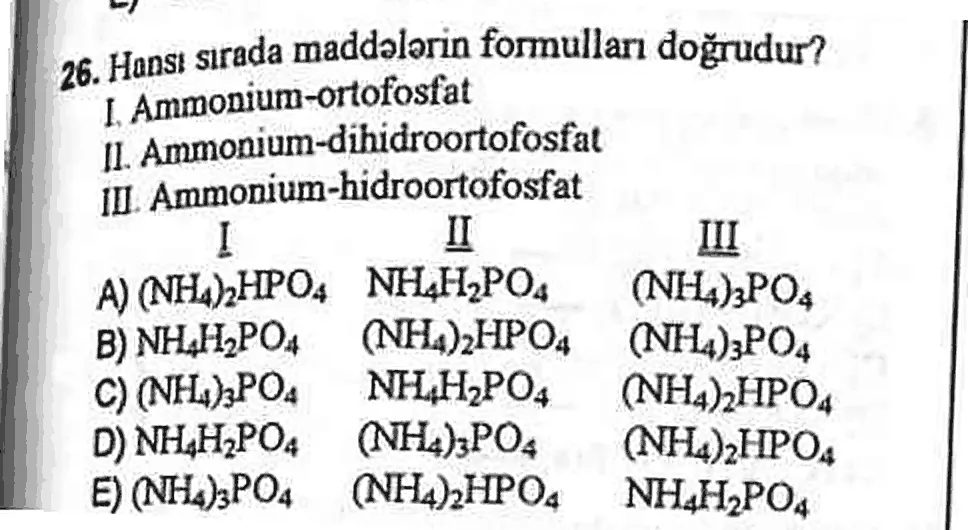 26. Hansı sırada maddələrin formulları doğrudur?
I. Ammonium-ortofosfat
II. Ammonium-dihidroortofosfat
III. Ammonium-hidroortofosfat
I II III
A) (NH₄)₂HPO₄ NH₄H₂PO₄ (NH₄)₃PO₄
B) NH₄H₂PO₄ (NH₄)₂HPO₄ (NH₄)₃PO₄
C) (NH₄)₃PO₄ NH₄H₂PO₄ (NH₄)₂HPO₄
D) NH₄H₂PO₄ (NH₄)₃PO₄ (NH₄)₂HPO₄
E) (NH₄)₃PO₄ (NH₄)₂HPO₄ NH₄H₂PO₄